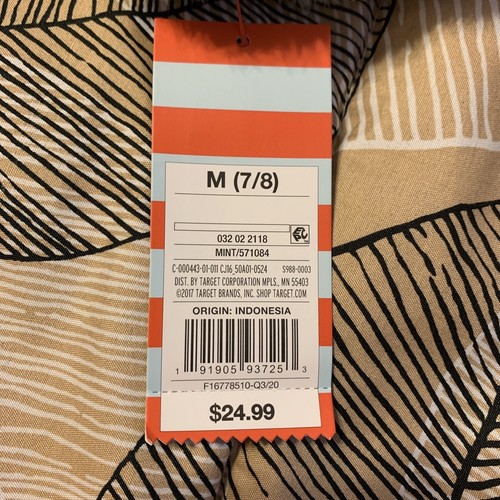 M (7/8)
032 02 2118
MINT/571084
C-000443-01-011 CJ16_50A01-0524 S988-0003
DIST. BY TARGET CORPORATION MPLS., MN 55403
©2017 TARGET BRANDS, INC. SHOP TARGET.COM
ORIGIN: INDONESIA
1 91905 93725 3
F16778510-Q3/20
$24.99